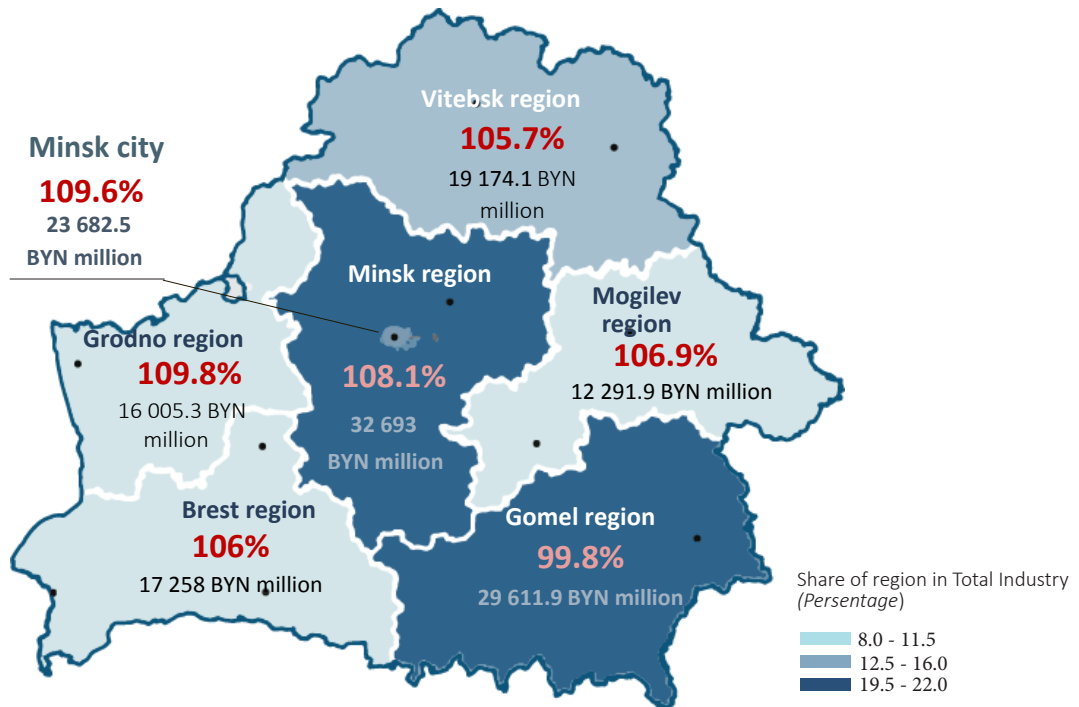 Vitebsk region
105.7%
19 174.1 BYN
million
Minsk city
109.6%
23 682.5
BYN million
Minsk region
108.1%
32 693
BYN million
Mogilev
region
106.9%
12 291.9 BYN million
Grodno region
109.8%
16 005.3 BYN
million
Brest region
106%
17 258 BYN million
Gomel region
99.8%
29 611.9 BYN million
Share of region in Total Industry
(Persentage)
8.0 - 11.5
12.5 - 16.0
19.5 - 22.0